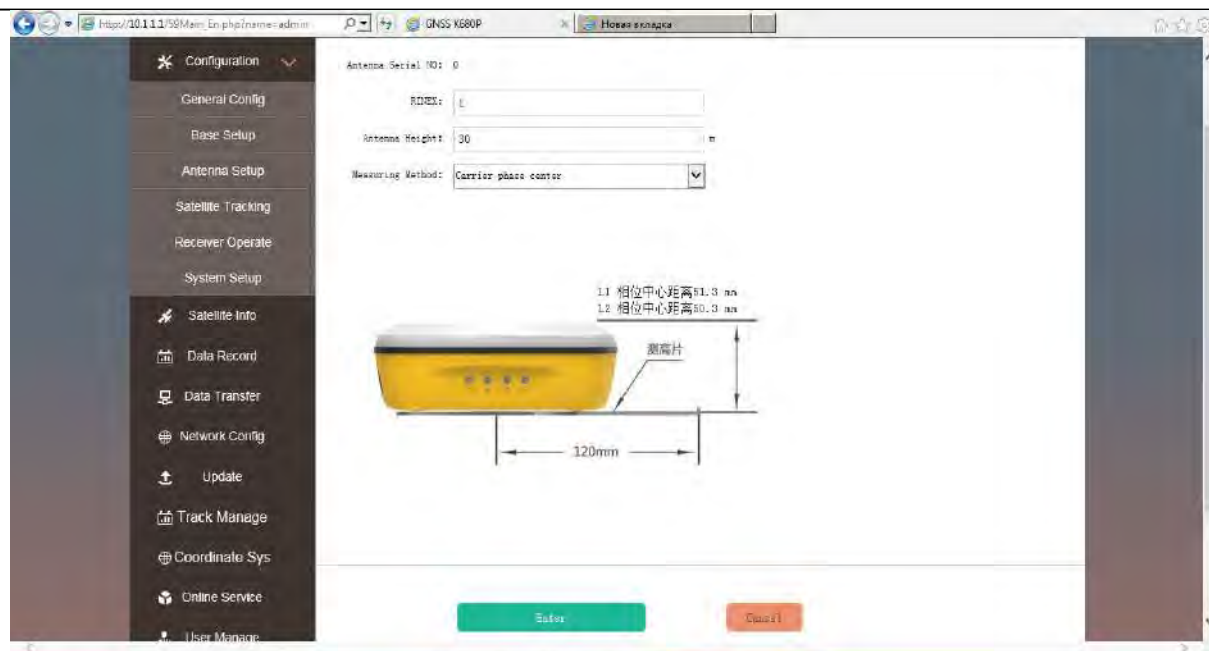 http://10.1.1.1/59Main_En.php?name=admin
GNSS K680P
Новая вкладка
Configuration
General Config
Base Setup
Antenna Setup
Satellite Tracking
Receiver Operate
System Setup
Satellite Info
Data Record
Data Transfer
Network Config
Update
Track Manage
Coordinate Sys
Online Service
User Manage
Antenna Serial NO: 0
RINEX:
Antenna Height: 30 m
Measuring Method: Carrier phase center
L1 相位中心距离51.3 mm
L2 相位中心距离50.3 mm
测高片
120mm
Enter
Cancel